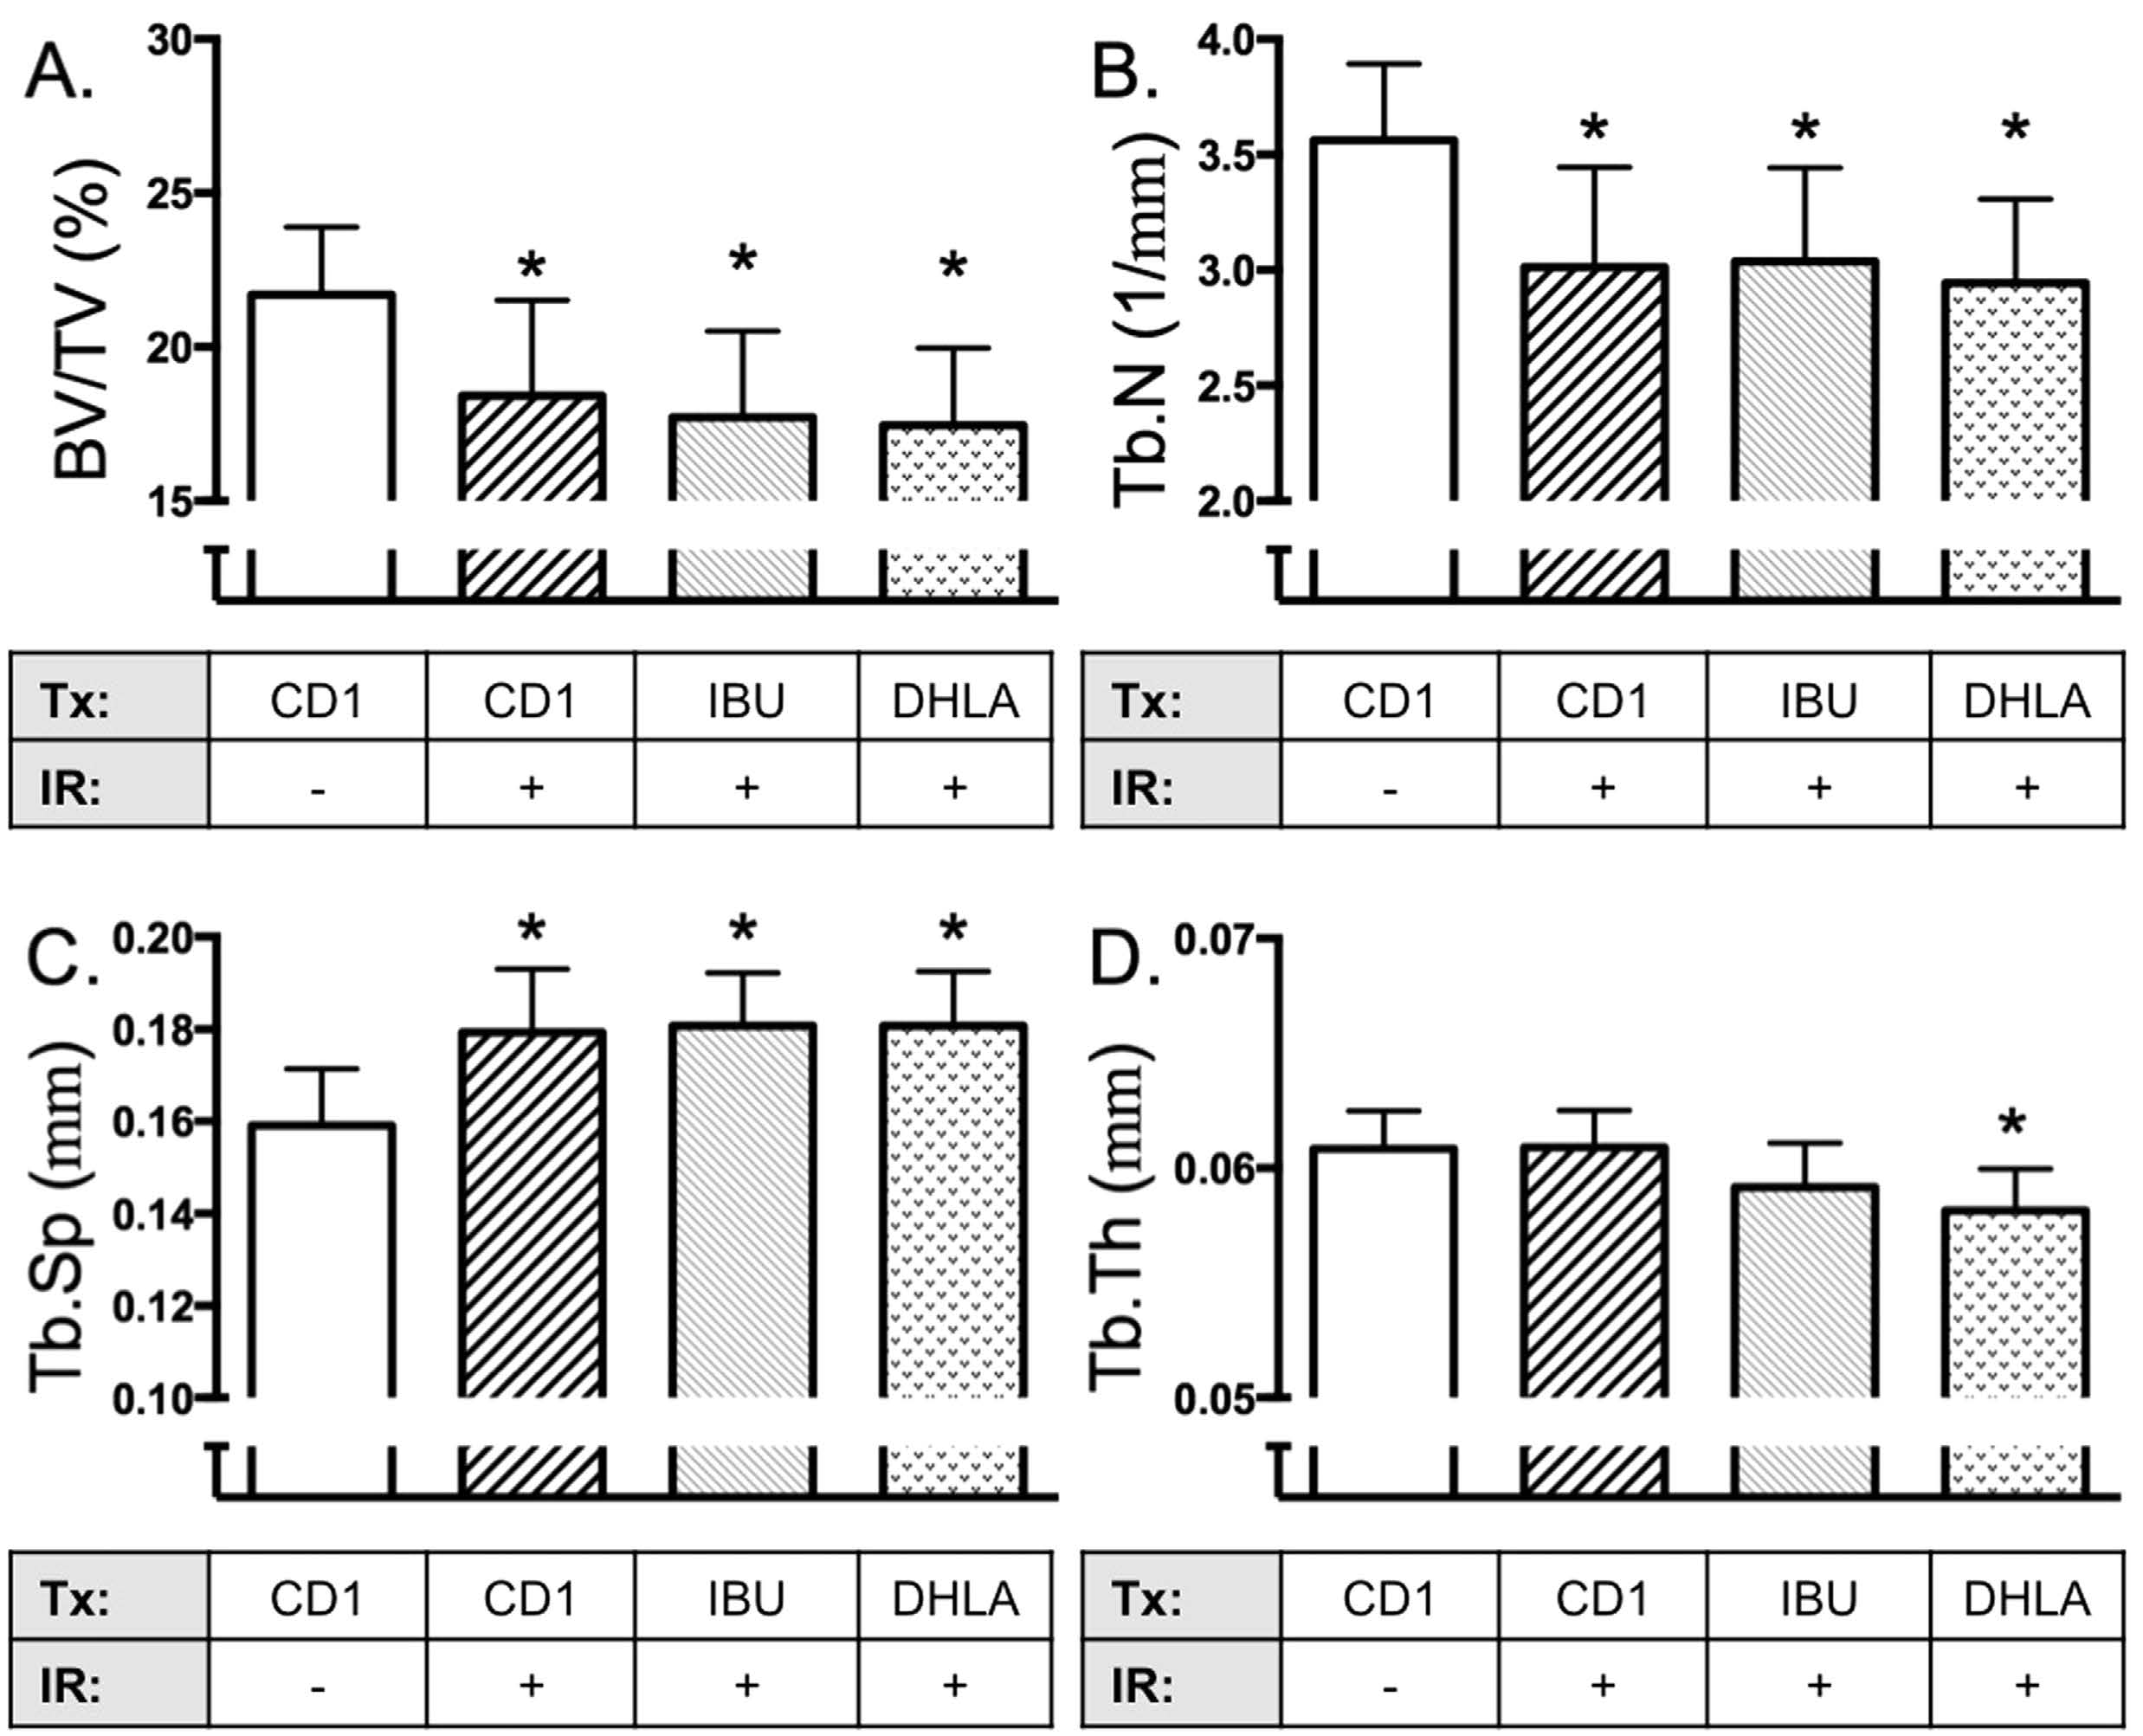 A.
BV/TV (%)
30
25
20
15
*
*
*
Tx: CD1 CD1 IBU DHLA
IR: - + + +
B.
Tb.N (1/mm)
4.0
3.5
3.0
2.5
2.0
*
*
*
Tx: CD1 CD1 IBU DHLA
IR: - + + +
C.
Tb.Sp (mm)
0.20
0.18
0.16
0.14
0.12
0.10
*
*
*
Tx: CD1 CD1 IBU DHLA
IR: - + + +
D.
Tb.Th (mm)
0.07
0.06
0.05
*
Tx: CD1 CD1 IBU DHLA
IR: - + + +